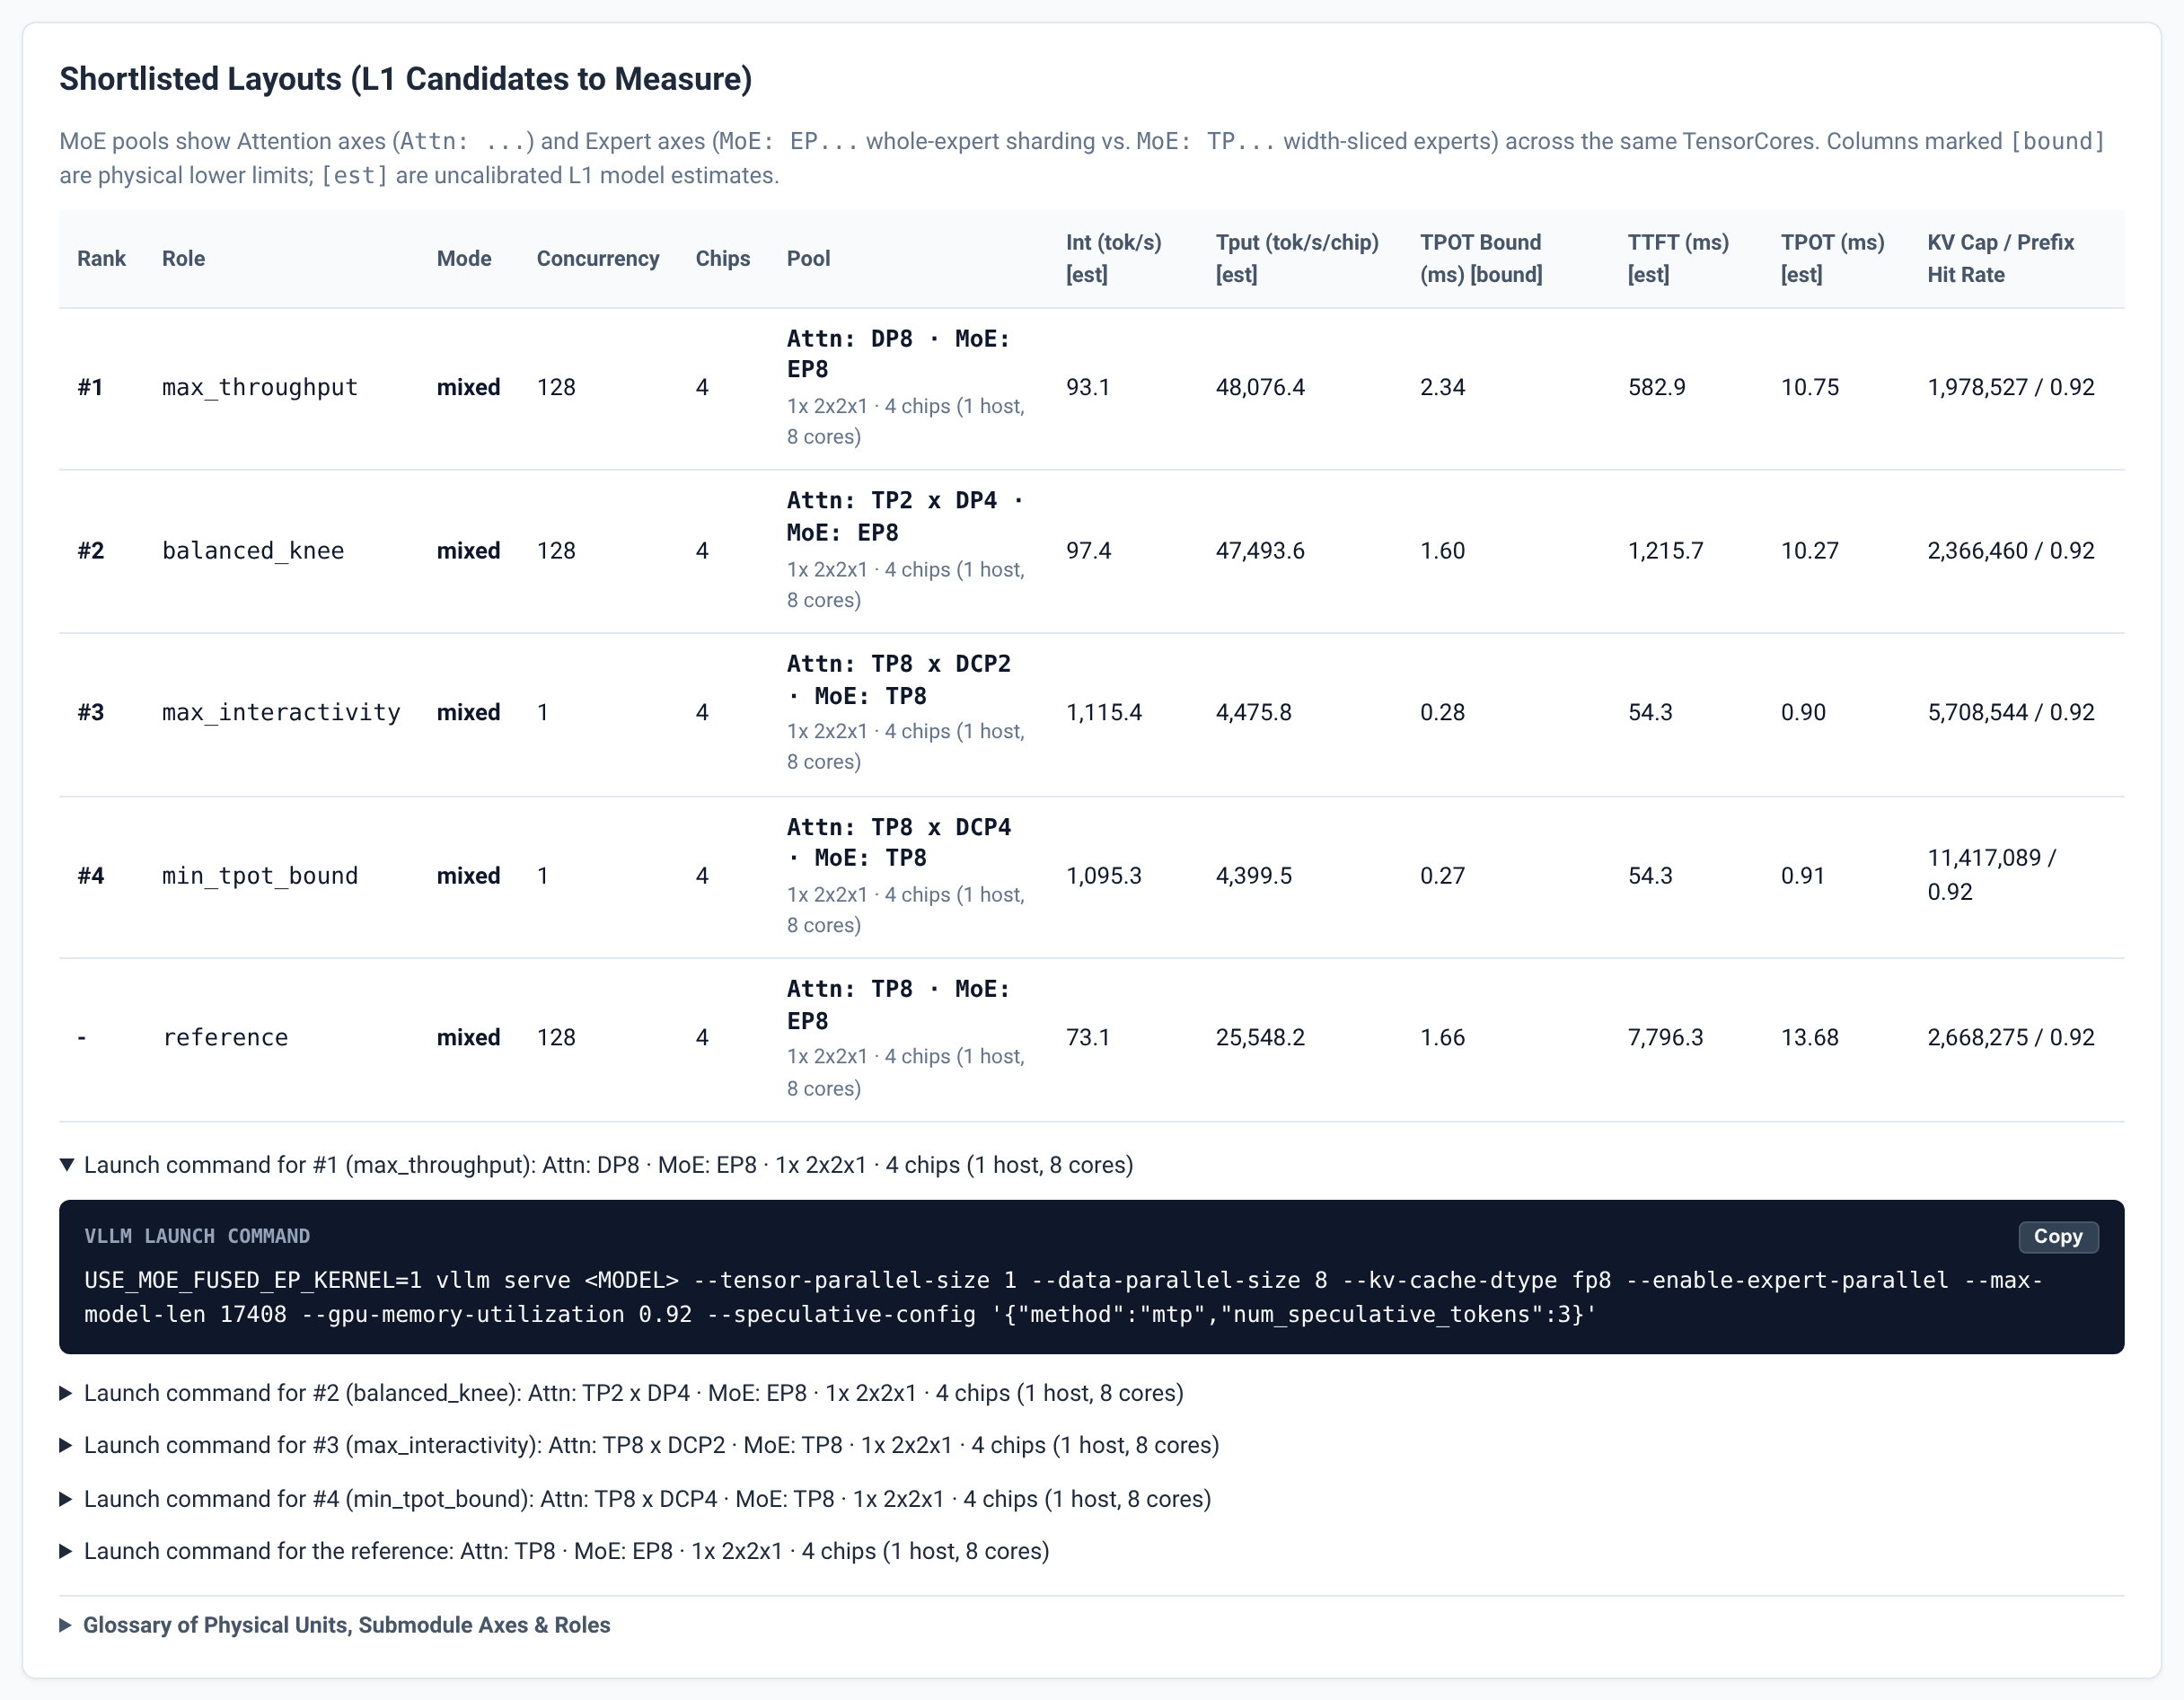 Shortlisted Layouts (L1 Candidates to Measure)
MoE pools show Attention axes (Attn: ...) and Expert axes (MoE: EP... whole-expert sharding vs. MoE: TP... width-sliced experts) across the same TensorCores. Columns marked [bound]
are physical lower limits; [est] are uncalibrated L1 model estimates.
Rank Role Mode Concurrency Chips Pool Int (tok/s) [est] Tput (tok/s/chip) [est] TPOT Bound (ms) [bound] TTFT (ms) [est] TPOT (ms) [est] KV Cap / Prefix Hit Rate
#1 max_throughput mixed 128 4 Attn: DP8 · MoE: EP8 93.1 48,076.4 2.34 582.9 10.75 1,978,527 / 0.92
1x 2x2x1 · 4 chips (1 host,
8 cores)
#2 balanced_knee mixed 128 4 Attn: TP2 x DP4 · MoE: EP8 97.4 47,493.6 1.60 1,215.7 10.27 2,366,460 / 0.92
1x 2x2x1 · 4 chips (1 host,
8 cores)
#3 max_interactivity mixed 1 4 Attn: TP8 x DCP2 · MoE: TP8 1,115.4 4,475.8 0.28 54.3 0.90 5,708,544 / 0.92
1x 2x2x1 · 4 chips (1 host,
8 cores)
#4 min_tpot_bound mixed 1 4 Attn: TP8 x DCP4 · MoE: TP8 1,095.3 4,399.5 0.27 54.3 0.91 11,417,089 / 0.92
1x 2x2x1 · 4 chips (1 host,
8 cores)
- reference mixed 128 4 Attn: TP8 · MoE: EP8 73.1 25,548.2 1.66 7,796.3 13.68 2,668,275 / 0.92
1x 2x2x1 · 4 chips (1 host,
8 cores)
▼ Launch command for #1 (max_throughput): Attn: DP8 · MoE: EP8 · 1x 2x2x1 · 4 chips (1 host, 8 cores)
VLLM LAUNCH COMMAND Copy
USE_MOE_FUSED_EP_KERNEL=1 vllm serve <MODEL> --tensor-parallel-size 1 --data-parallel-size 8 --kv-cache-dtype fp8 --enable-expert-parallel --max-
model-len 17408 --gpu-memory-utilization 0.92 --speculative-config '{"method":"mtp","num_speculative_tokens":3}'
▶ Launch command for #2 (balanced_knee): Attn: TP2 x DP4 · MoE: EP8 · 1x 2x2x1 · 4 chips (1 host, 8 cores)
▶ Launch command for #3 (max_interactivity): Attn: TP8 x DCP2 · MoE: TP8 · 1x 2x2x1 · 4 chips (1 host, 8 cores)
▶ Launch command for #4 (min_tpot_bound): Attn: TP8 x DCP4 · MoE: TP8 · 1x 2x2x1 · 4 chips (1 host, 8 cores)
▶ Launch command for the reference: Attn: TP8 · MoE: EP8 · 1x 2x2x1 · 4 chips (1 host, 8 cores)
▶ Glossary of Physical Units, Submodule Axes & Roles